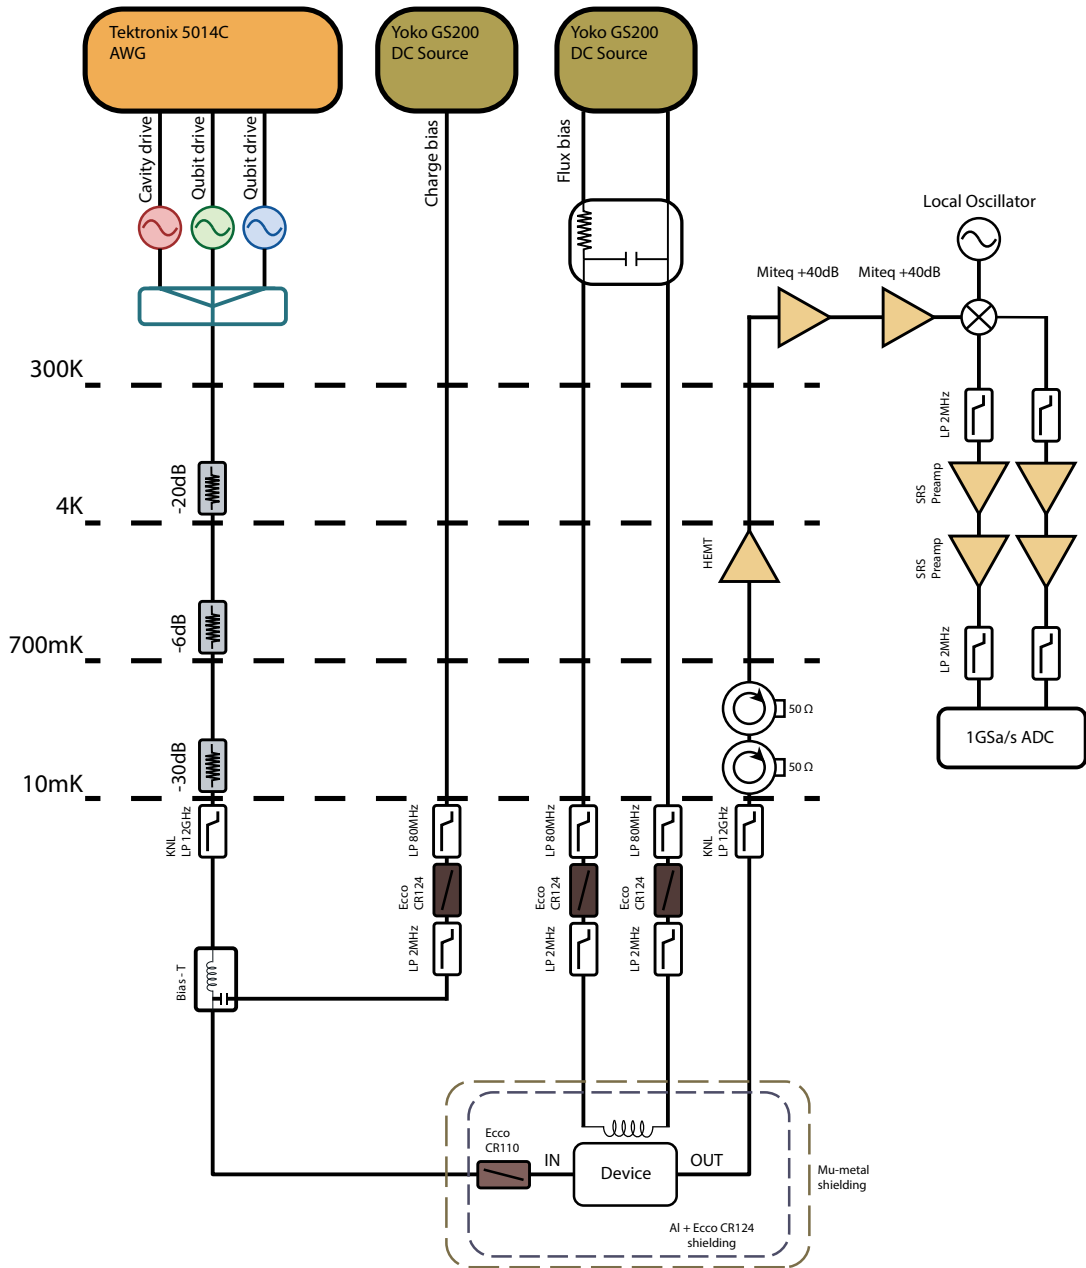 Tektronix 5014C
AWG
Yoko GS200
DC Source
Yoko GS200
DC Source
Cavity drive
Qubit drive
Qubit drive
Charge bias
Flux bias
Local Oscillator
Miteq +40dB
Miteq +40dB
300K
LP 2MHz
-20dB
SRS
Preamp
4K
HEMT
SRS
Preamp
-6dB
700mK
LP 2MHz
50 Ω
1GSa/s ADC
-30dB
50 Ω
10mK
KNL
LP 12GHz
LP 80MHz
LP 80MHz
LP 80MHz
KNL
LP 12GHz
Ecco
CR124
Ecco
CR124
Ecco
CR124
LP 2MHz
LP 2MHz
LP 2MHz
Bias - T
Ecco
CR110
IN
Device
OUT
Mu-metal
shielding
Al + Ecco CR124
shielding